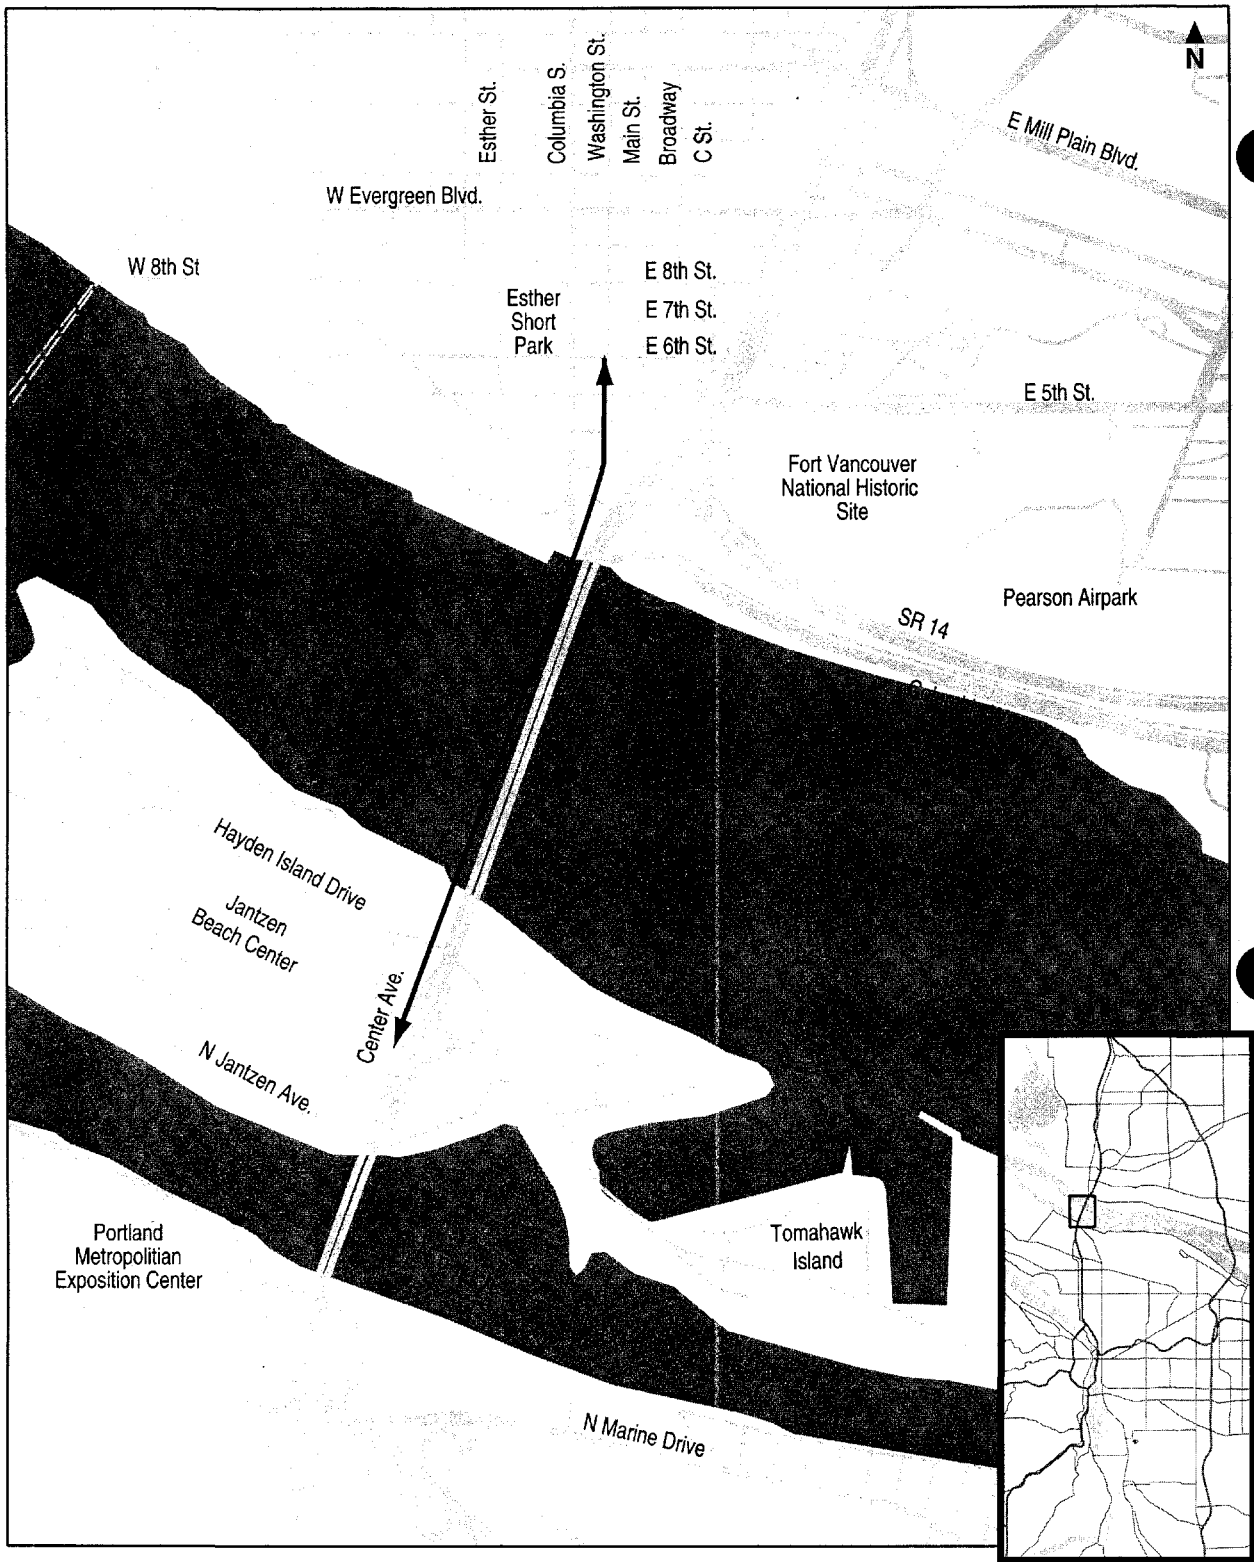 N
Esther St.
Columbia S.
Washington St.
Main St.
Broadway
C St.
E Mill Plain Blvd.
W Evergreen Blvd.
W 8th St
E 8th St.
Esther
Short
Park
E 7th St.
E 6th St.
E 5th St.
Fort Vancouver
National Historic
Site
Pearson Airpark
SR 14
Hayden Island Drive
Jantzen
Beach Center
Center Ave.
N Jantzen Ave.
Portland
Metropolitian
Exposition Center
Tomahawk
Island
N Marine Drive